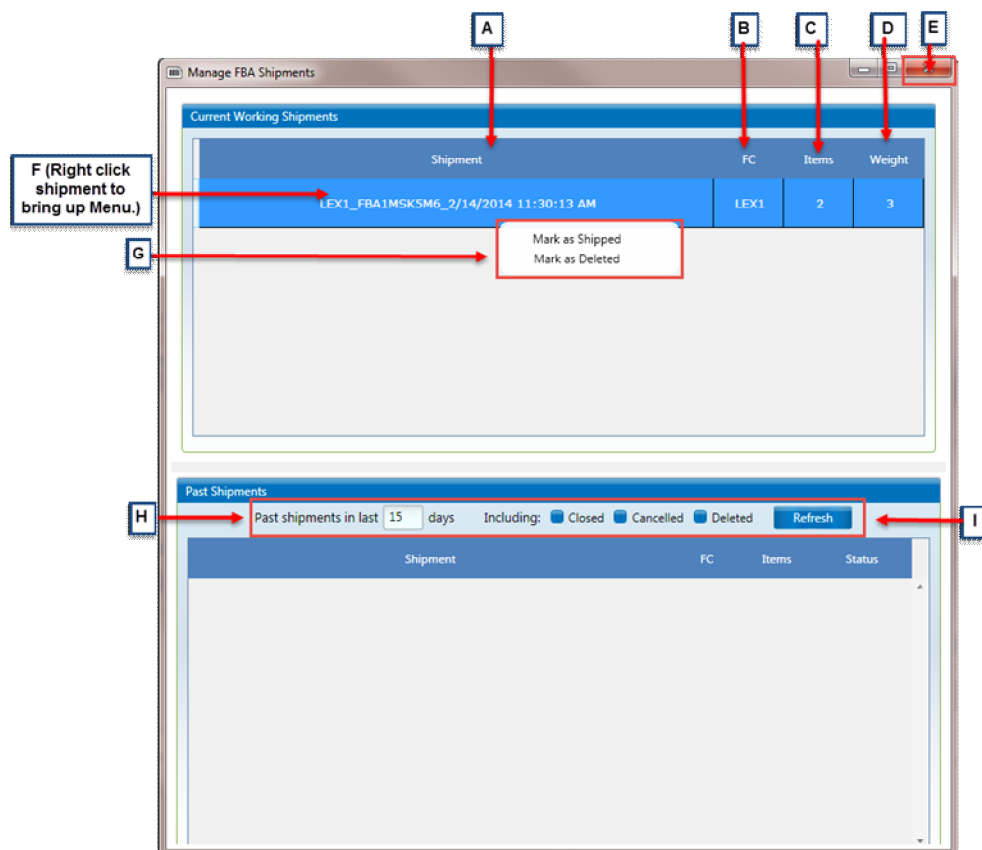 A
B
C
D
E
Manage FBA Shipments
Current Working Shipments
Shipment FC Items Weight
F (Right click
shipment to
bring up Menu.)
LEX1_FBA1MSK5M6_2/14/2014 11:30:13 AM LEX1 2 3
G
Mark as Shipped
Mark as Deleted
Past Shipments
H
Past shipments in last 15 days Including: Closed Cancelled Deleted Refresh
I
Shipment FC Items Status